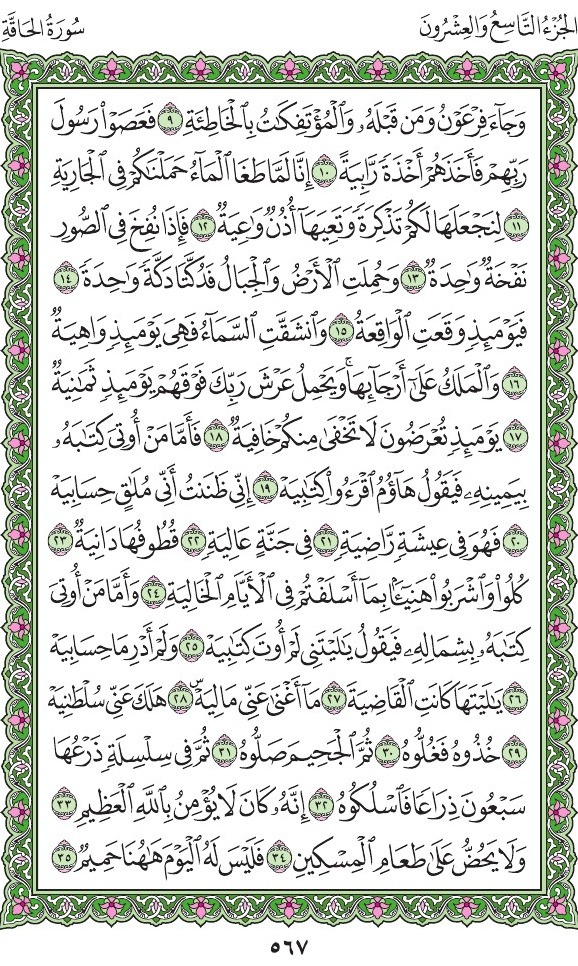 سُورَةُ الحَاقَّةِ
الجُزْءُ التَّاسِعُ وَالعِشْرُونَ
وَجَآءَ فِرْعَوْنُ وَمَن قَبْلَهُۥ وَٱلْمُؤْتَفِكَٰتُ بِٱلْخَاطِئَةِ ٩ فَعَصَوْا۟ رَسُولَ
رَبِّهِمْ فَأَخَذَهُمْ أَخْذَةً رَّابِيَةً ١٠ إِنَّا لَمَّا طَغَا ٱلْمَآءُ حَمَلْنَٰكُمْ فِى ٱلْجَارِيَةِ
١١ لِنَجْعَلَهَا لَكُمْ تَذْكِرَةً وَتَعِيَهَآ أُذُنٌ وَٰعِيَةٌ ١٢ فَإِذَا نُفِخَ فِى ٱلصُّورِ
نَفْخَةٌ وَٰحِدَةٌ ١٣ وَحُمِلَتِ ٱلْأَرْضُ وَٱلْجِبَالُ فَدُكَّتَا دَكَّةً وَٰحِدَةً ١٤
فَيَوْمَئِذٍ وَقَعَتِ ٱلْوَاقِعَةُ ١٥ وَٱنشَقَّتِ ٱلسَّمَآءُ فَهِىَ يَوْمَئِذٍ وَاهِيَةٌ
١٦ وَٱلْمَلَكُ عَلَىٰٓ أَرْجَآئِهَا ۚ وَيَحْمِلُ عَرْشَ رَبِّكَ فَوْقَهُمْ يَوْمَئِذٍ ثَمَٰنِيَةٌ
١٧ يَوْمَئِذٍ تُعْرَضُونَ لَا تَخْفَىٰ مِنكُمْ خَافِيَةٌ ١٨ فَأَمَّا مَنْ أُوتِىَ كِتَٰبَهُۥ
بِيَمِينِهِۦ فَيَقُولُ هَآؤُمُ ٱقْرَءُوا۟ كِتَٰبِيَهْ ١٩ إِنِّى ظَنَنتُ أَنِّى مُلَٰقٍ حِسَابِيَهْ
٢٠ فَهُوَ فِى عِيشَةٍ رَّاضِيَةٍ ٢١ فِى جَنَّةٍ عَالِيَةٍ ٢٢ قُطُوفُهَا دَانِيَةٌ ٢٣
كُلُوا۟ وَٱشْرَبُوا۟ هَنِيٓـًٔۢا بِمَآ أَسْلَفْتُمْ فِى ٱلْأَيَّامِ ٱلْخَالِيَةِ ٢٤ وَأَمَّا مَنْ أُوتِىَ
كِتَٰبَهُۥ بِشِمَالِهِۦ فَيَقُولُ يَٰلَيْتَنِى لَمْ أُوتَ كِتَٰبِيَهْ ٢٥ وَلَمْ أَدْرِ مَا حِسَابِيَهْ
٢٦ يَٰلَيْتَهَا كَانَتِ ٱلْقَاضِيَةَ ٢٧ مَآ أَغْنَىٰ عَنِّى مَالِيَهْ ۜ ٢٨ هَلَكَ عَنِّى سُلْطَٰنِيَهْ
٢٩ خُذُوهُ فَغُلُّوهُ ٣٠ ثُمَّ ٱلْجَحِيمَ صَلُّوهُ ٣١ ثُمَّ فِى سِلْسِلَةٍ ذَرْعُهَا
سَبْعُونَ ذِرَاعًا فَٱسْلُكُوهُ ٣٢ إِنَّهُۥ كَانَ لَا يُؤْمِنُ بِٱللَّهِ ٱلْعَظِيمِ ٣٣
وَلَا يَحُضُّ عَلَىٰ طَعَامِ ٱلْمِسْكِينِ ٣٤ فَلَيْسَ لَهُ ٱلْيَوْمَ هَٰهُنَا حَمِيمٌ ٣٥
٥٦٧